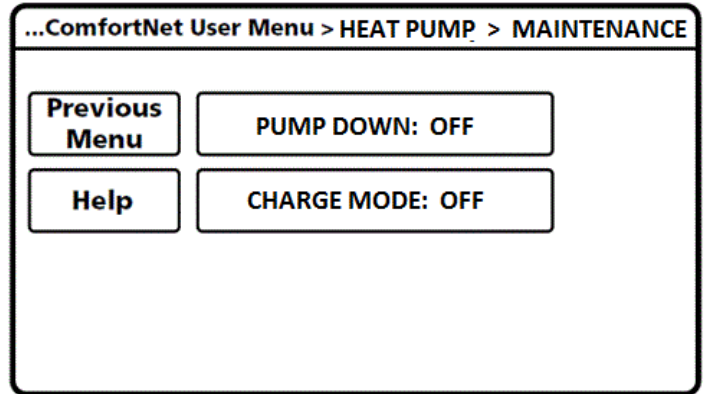 ...ComfortNet User Menu > HEAT PUMP > MAINTENANCE
Previous
Menu
PUMP DOWN: OFF
Help
CHARGE MODE: OFF